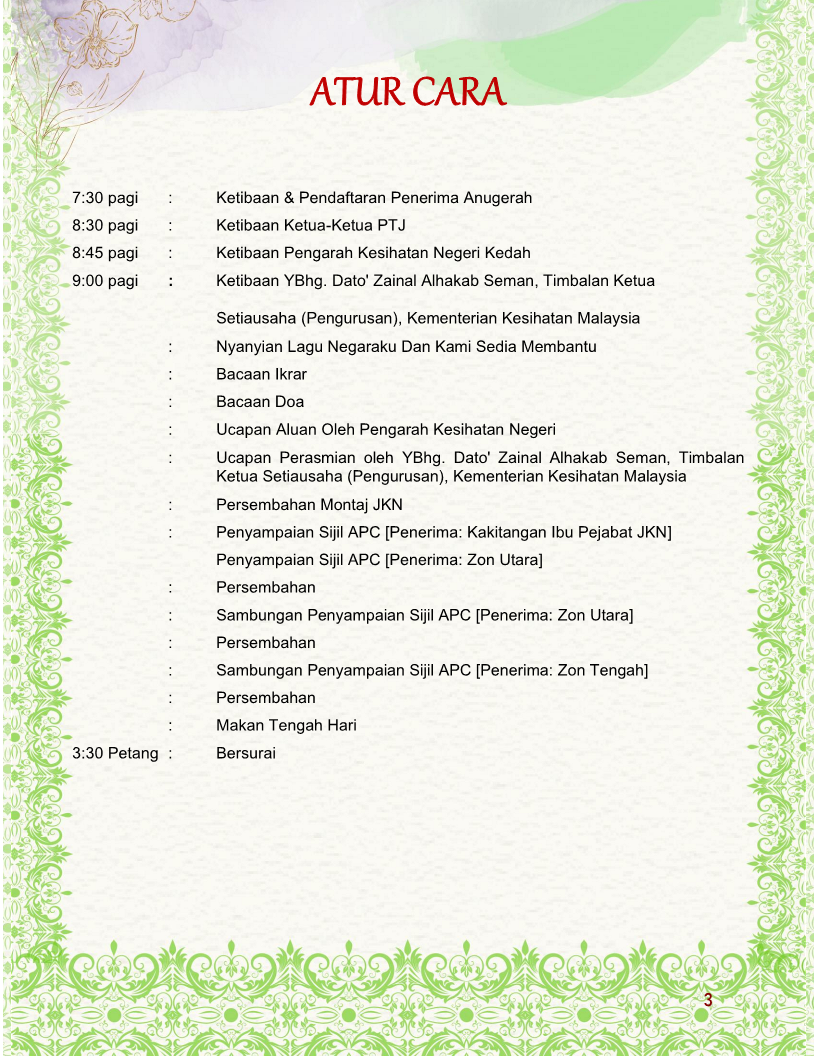 ATUR CARA
7:30 pagi : Ketibaan & Pendaftaran Penerima Anugerah
8:30 pagi : Ketibaan Ketua-Ketua PTJ
8:45 pagi : Ketibaan Pengarah Kesihatan Negeri Kedah
9:00 pagi : Ketibaan YBhg. Dato' Zainal Alhakab Seman, Timbalan Ketua
Setiausaha (Pengurusan), Kementerian Kesihatan Malaysia
: Nyanyian Lagu Negaraku Dan Kami Sedia Membantu
: Bacaan Ikrar
: Bacaan Doa
: Ucapan Aluan Oleh Pengarah Kesihatan Negeri
: Ucapan Perasmian oleh YBhg. Dato' Zainal Alhakab Seman, Timbalan
Ketua Setiausaha (Pengurusan), Kementerian Kesihatan Malaysia
: Persembahan Montaj JKN
: Penyampaian Sijil APC [Penerima: Kakitangan Ibu Pejabat JKN]
Penyampaian Sijil APC [Penerima: Zon Utara]
: Persembahan
: Sambungan Penyampaian Sijil APC [Penerima: Zon Utara]
: Persembahan
: Sambungan Penyampaian Sijil APC [Penerima: Zon Tengah]
: Persembahan
: Makan Tengah Hari
3:30 Petang : Bersurai
3